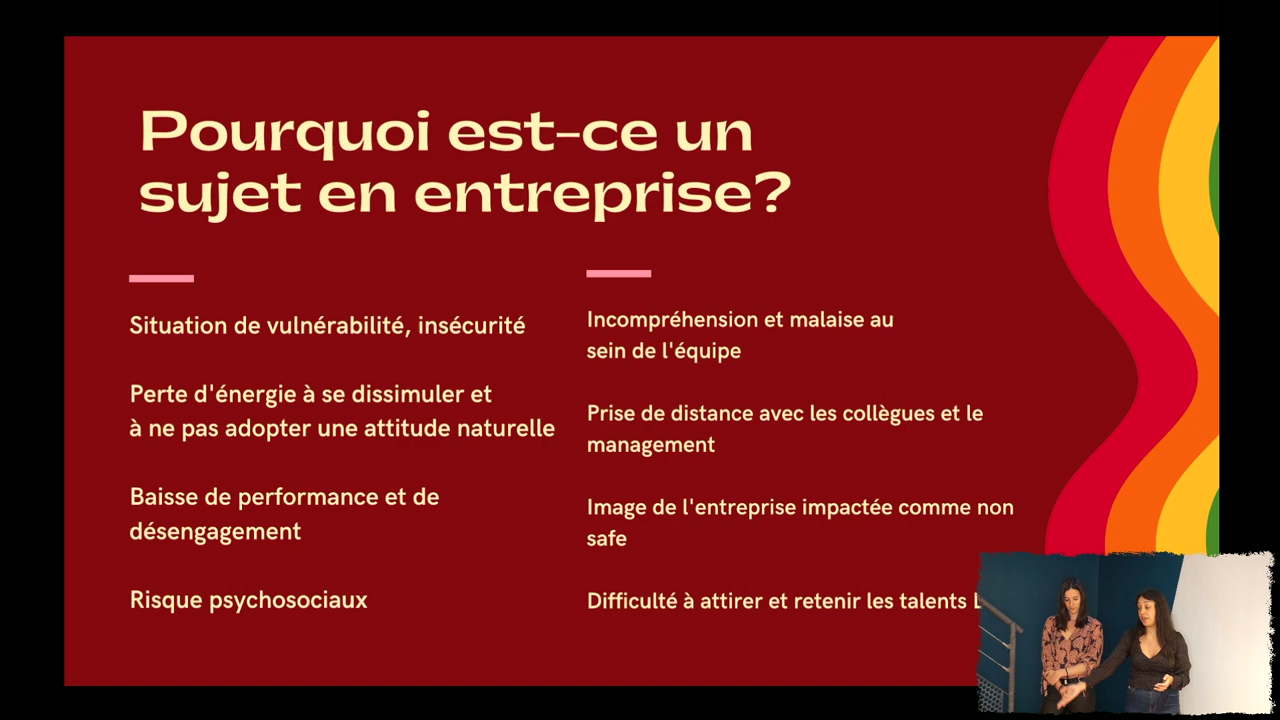 Pourquoi est-ce un
sujet en entreprise?
Situation de vulnérabilité, insécurité
Perte d'énergie à se dissimuler et
à ne pas adopter une attitude naturelle
Baisse de performance et de
désengagement
Risque psychosociaux
Incompréhension et malaise au
sein de l'équipe
Prise de distance avec les collègues et le
management
Image de l'entreprise impactée comme non
safe
Difficulté à attirer et retenir les talents